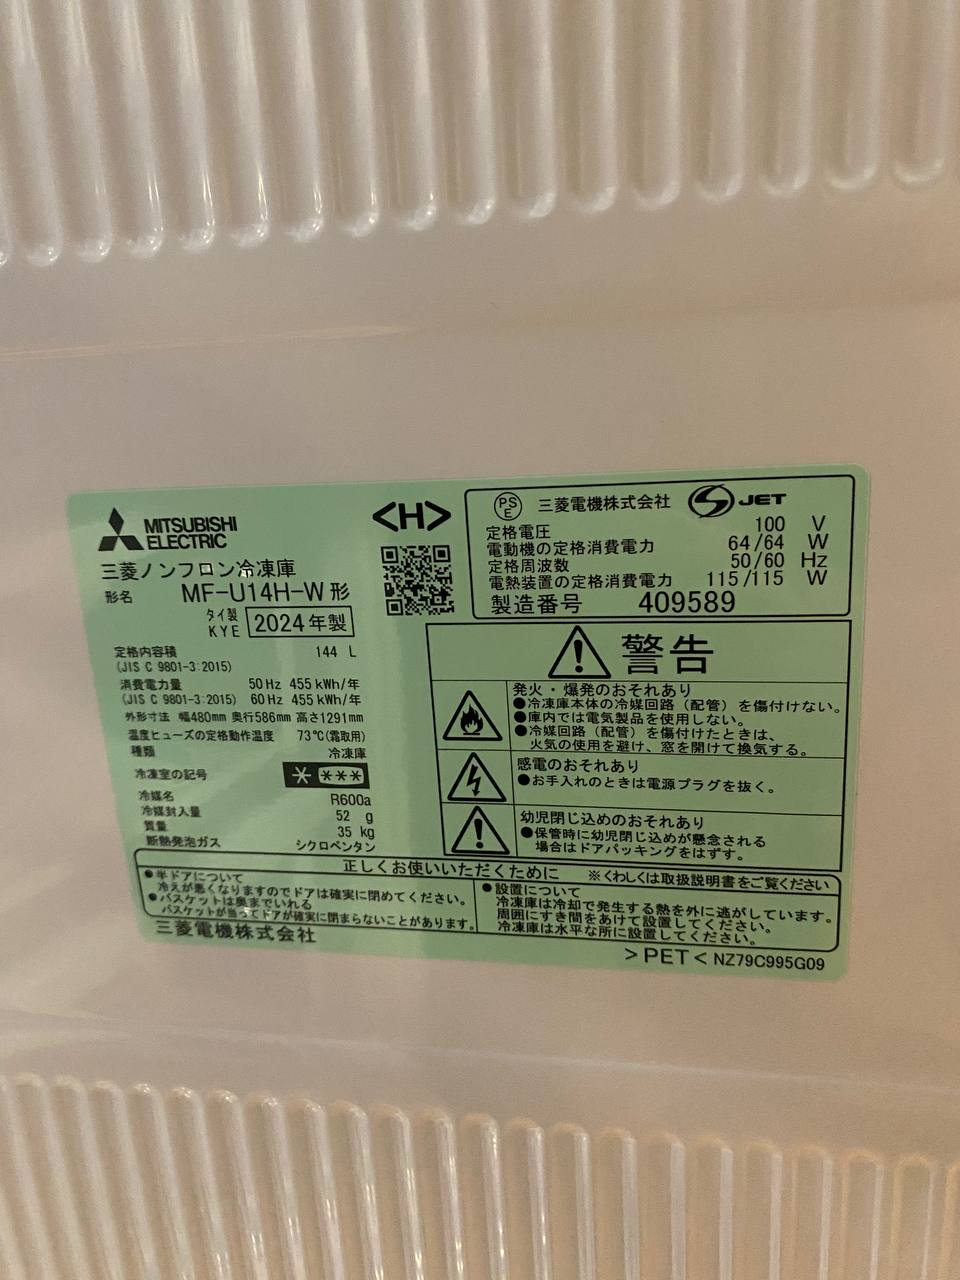 MITSUBISHI
ELECTRIC
<H>
三菱ノンフロン冷凍庫
形名 MF-U14H-W 形
タイ製
KYE 2024年製
定格内容積 144 L
(JIS C 9801-3:2015)
消費電力量 50Hz 455kWh/年
(JIS C 9801-3:2015) 60Hz 455kWh/年
外形寸法 幅480mm 奥行586mm 高さ1291mm
温度ヒューズの定格動作温度 73℃(霜取用)
種類 冷凍庫
冷凍室の記号 * ***
冷媒名 R600a
冷媒封入量 52 g
質量 35 kg
断熱発泡ガス シクロペンタン
PSE 三菱電機株式会社 JET
定格電圧 100 V
電動機の定格消費電力 64/64 W
定格周波数 50/60 Hz
電熱装置の定格消費電力 115/115 W
製造番号 409589
警告
発火・爆発のおそれあり
●冷凍庫本体の冷媒回路（配管）を傷付けない。
●庫内では電気製品を使用しない。
●冷媒回路（配管）を傷付けたときは、
火気の使用を避け、窓を開けて換気する。
感電のおそれあり
●お手入れのときは電源プラグを抜く。
幼児閉じ込めのおそれあり
●保管時に幼児閉じ込めが懸念される
場合はドアパッキングをはずす。
正しくお使いいただくために ※くわしくは取扱説明書をご覧ください
●半ドアについて
冷えが悪くなりますのでドアは確実に閉めてください。
●バスケットは奥までいれる
バスケットが当ってドアが確実に閉まらないことがあります。
●設置について
冷凍庫は冷却で発生する熱を外に逃がしています。
周囲にすき間をあけて設置してください。
冷凍庫は水平な所に設置してください。
三菱電機株式会社
>PET< NZ79C995G09